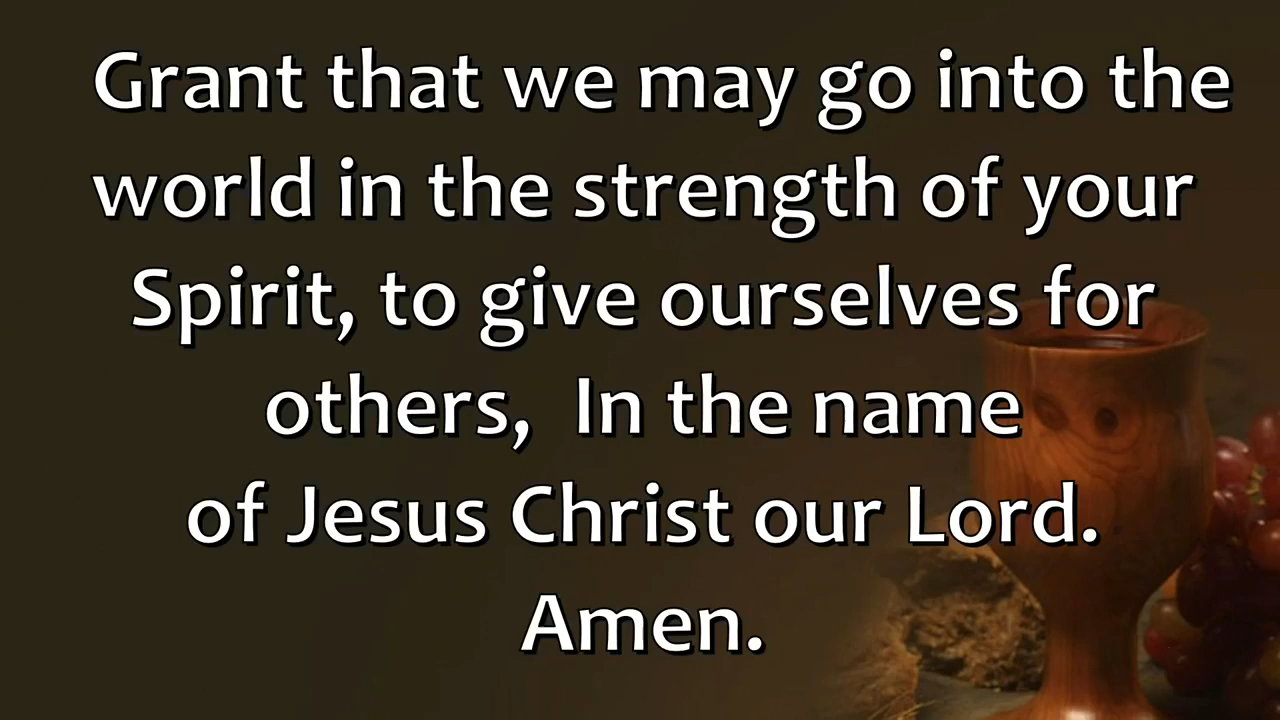 Grant that we may go into the
world in the strength of your
Spirit, to give ourselves for
others,  In the name
of Jesus Christ our Lord.
Amen.